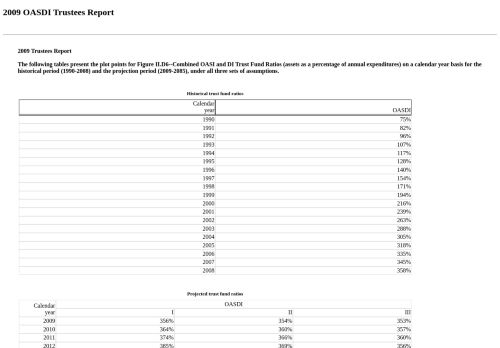 2009 OASDI Trustees Report
2009 Trustees Report
The following tables present the plot points for Figure II.D6--Combined OASI and DI Trust Fund Ratios (assets as a percentage of annual expenditures) on a calendar year basis for the
historical period (1990-2008) and the projection period (2009-2085), under all three sets of assumptions.
Historical trust fund ratios
Calendar
year OASDI
1990 75%
1991 82%
1992 96%
1993 107%
1994 117%
1995 128%
1996 140%
1997 154%
1998 171%
1999 194%
2000 216%
2001 239%
2002 263%
2003 288%
2004 305%
2005 318%
2006 335%
2007 345%
2008 358%
Projected trust fund ratios
Calendar OASDI
year I II III
2009 356% 354% 353%
2010 364% 360% 357%
2011 374% 366% 360%
2012 385% 369% 356%